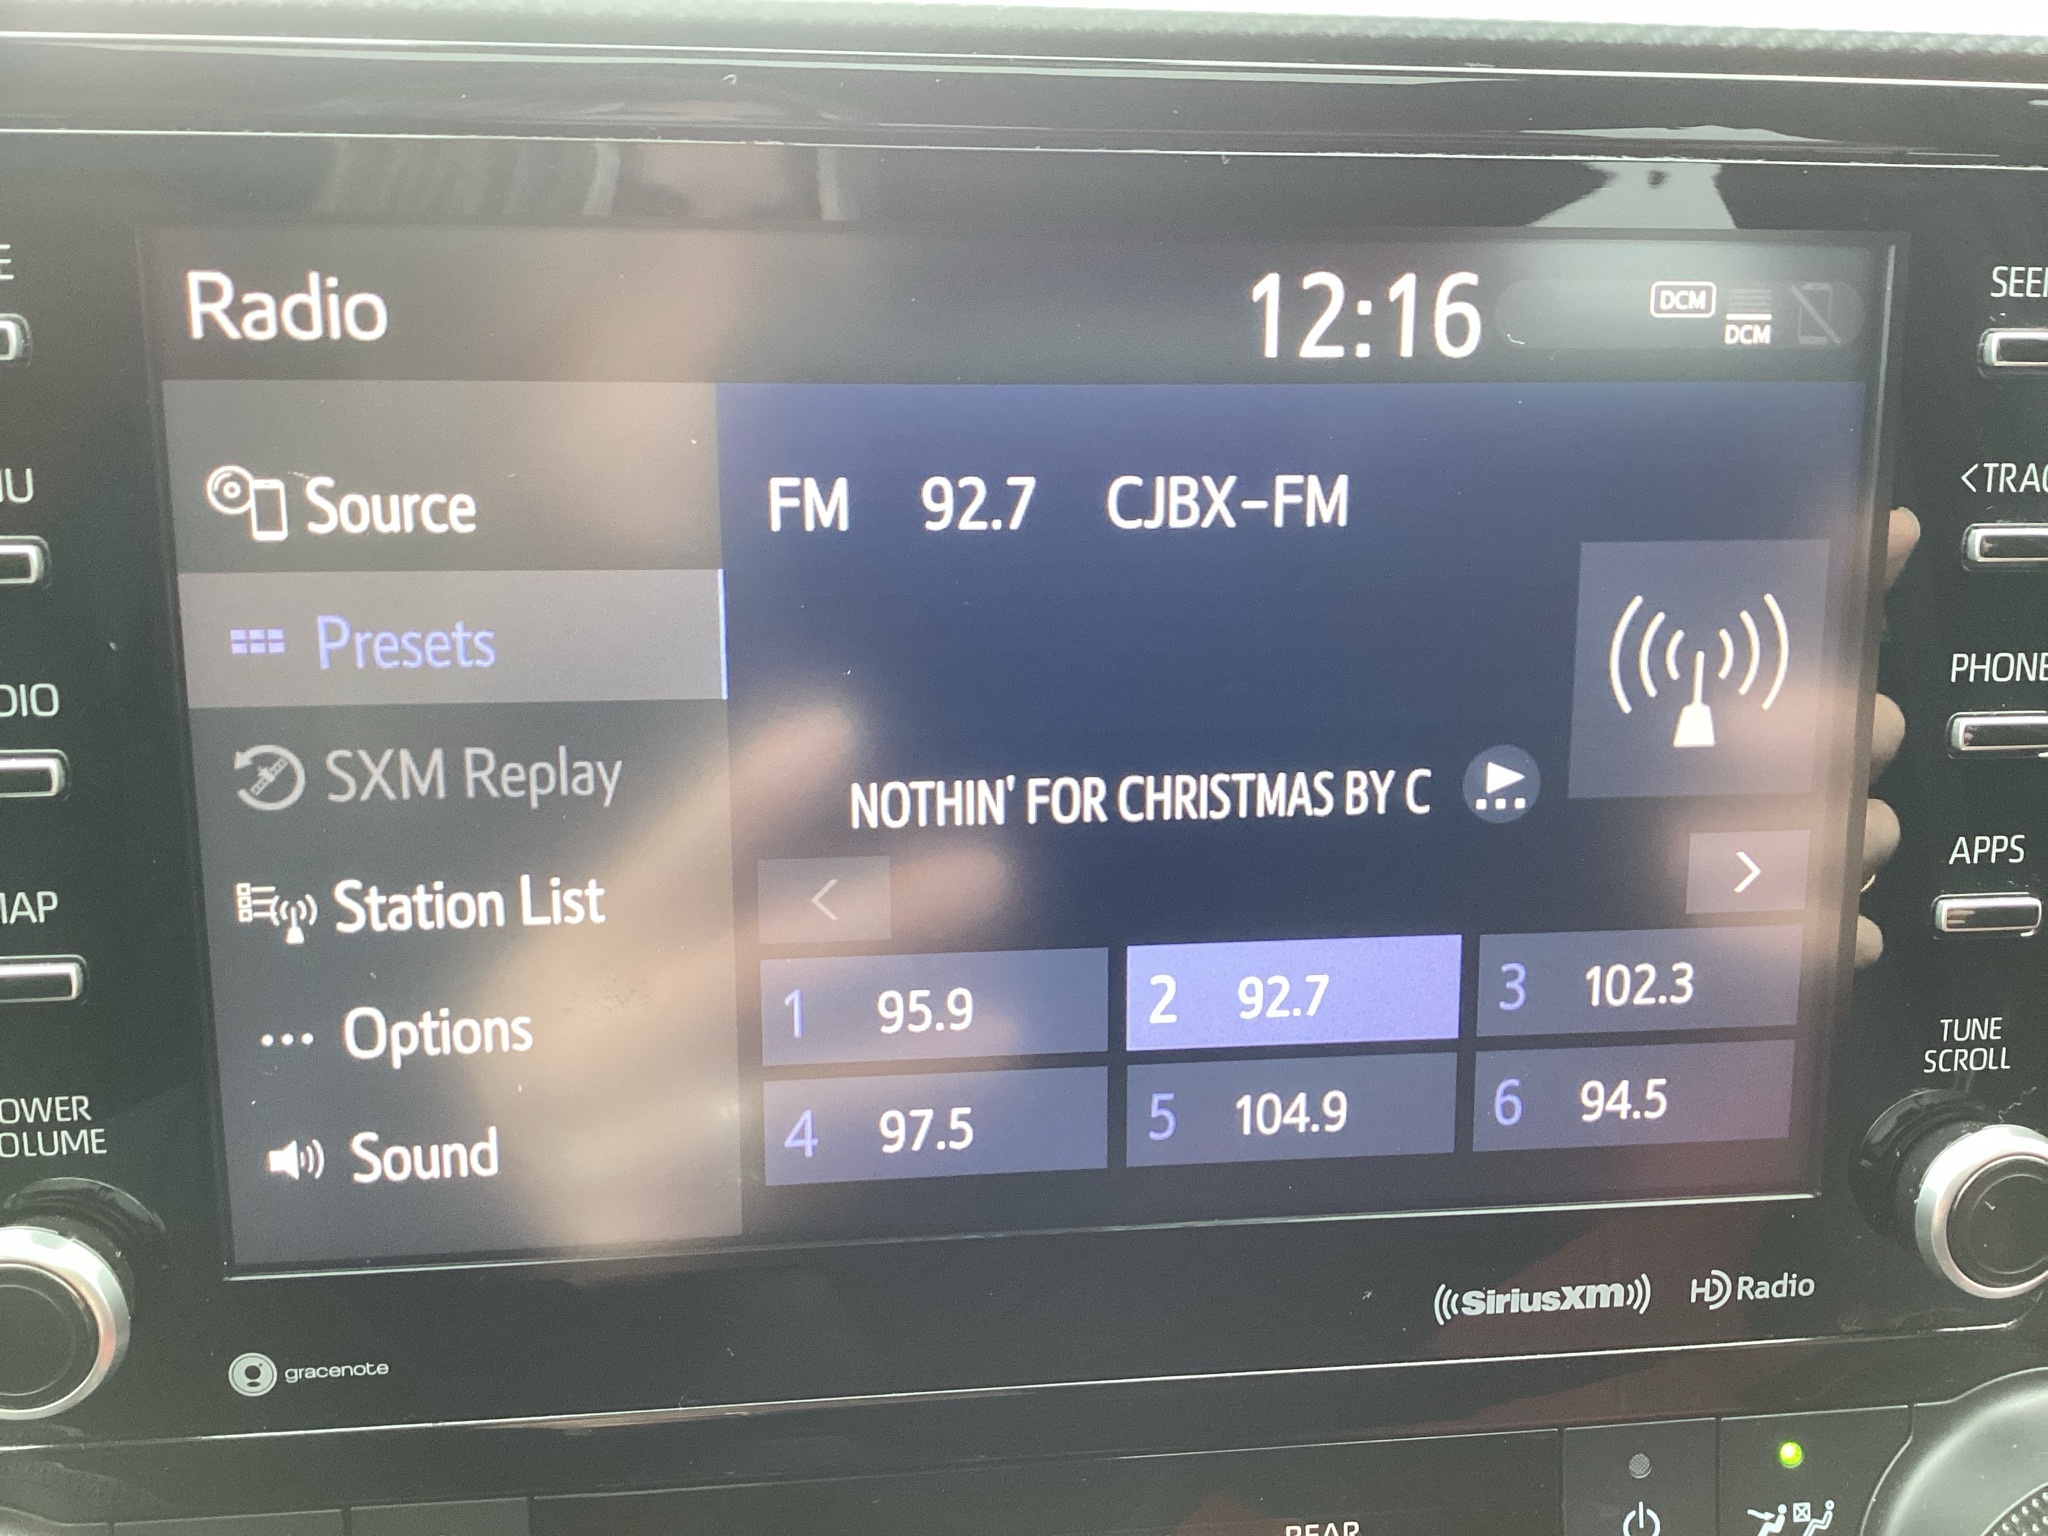 Radio
12:16
DCM
DCM
Source
Presets
SXM Replay
Station List
Options
Sound
FM 92.7 CJBX-FM
NOTHIN' FOR CHRISTMAS BY C
1 95.9
2 92.7
3 102.3
4 97.5
5 104.9
6 94.5
PHONE
APPS
TUNE
SCROLL
((SiriusXM))
HD Radio
gracenote